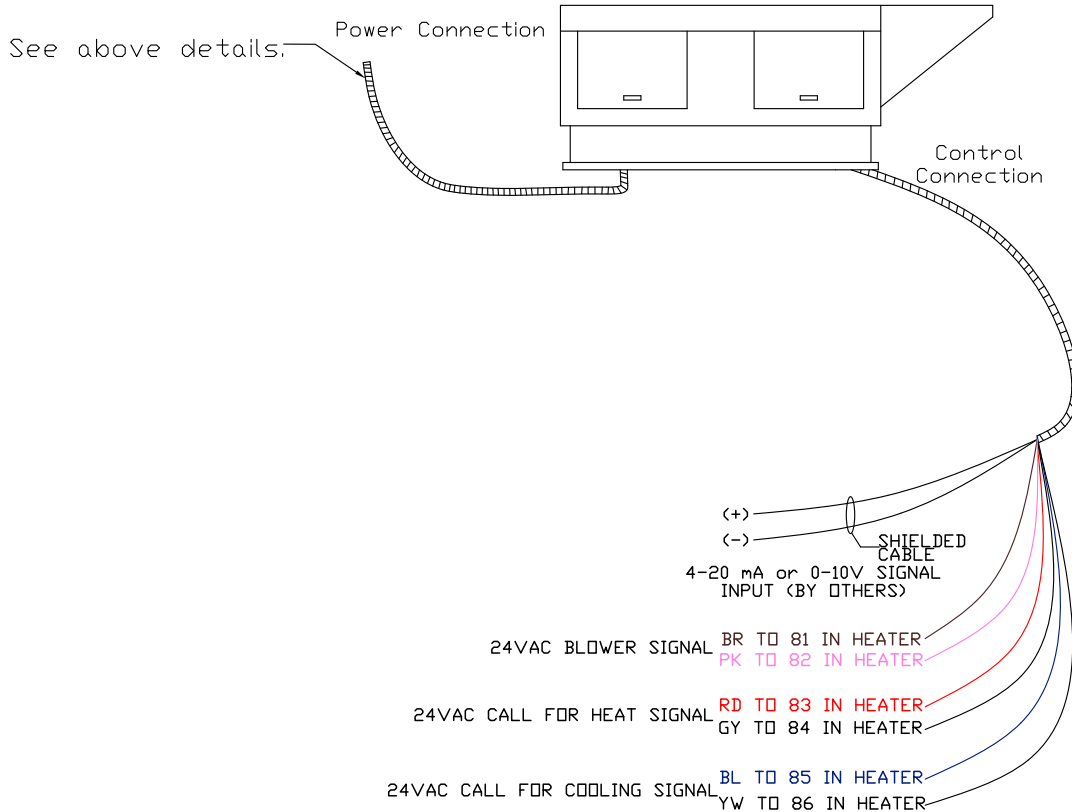 See above details.
Power Connection
Control
Connection
(+)
(-)
SHIELDED
CABLE
4-20 mA or 0-10V SIGNAL
INPUT (BY OTHERS)
24VAC BLOWER SIGNAL
BR TO 81 IN HEATER
PK TO 82 IN HEATER
24VAC CALL FOR HEAT SIGNAL
RD TO 83 IN HEATER
GY TO 84 IN HEATER
24VAC CALL FOR COOLING SIGNAL
BL TO 85 IN HEATER
YW TO 86 IN HEATER